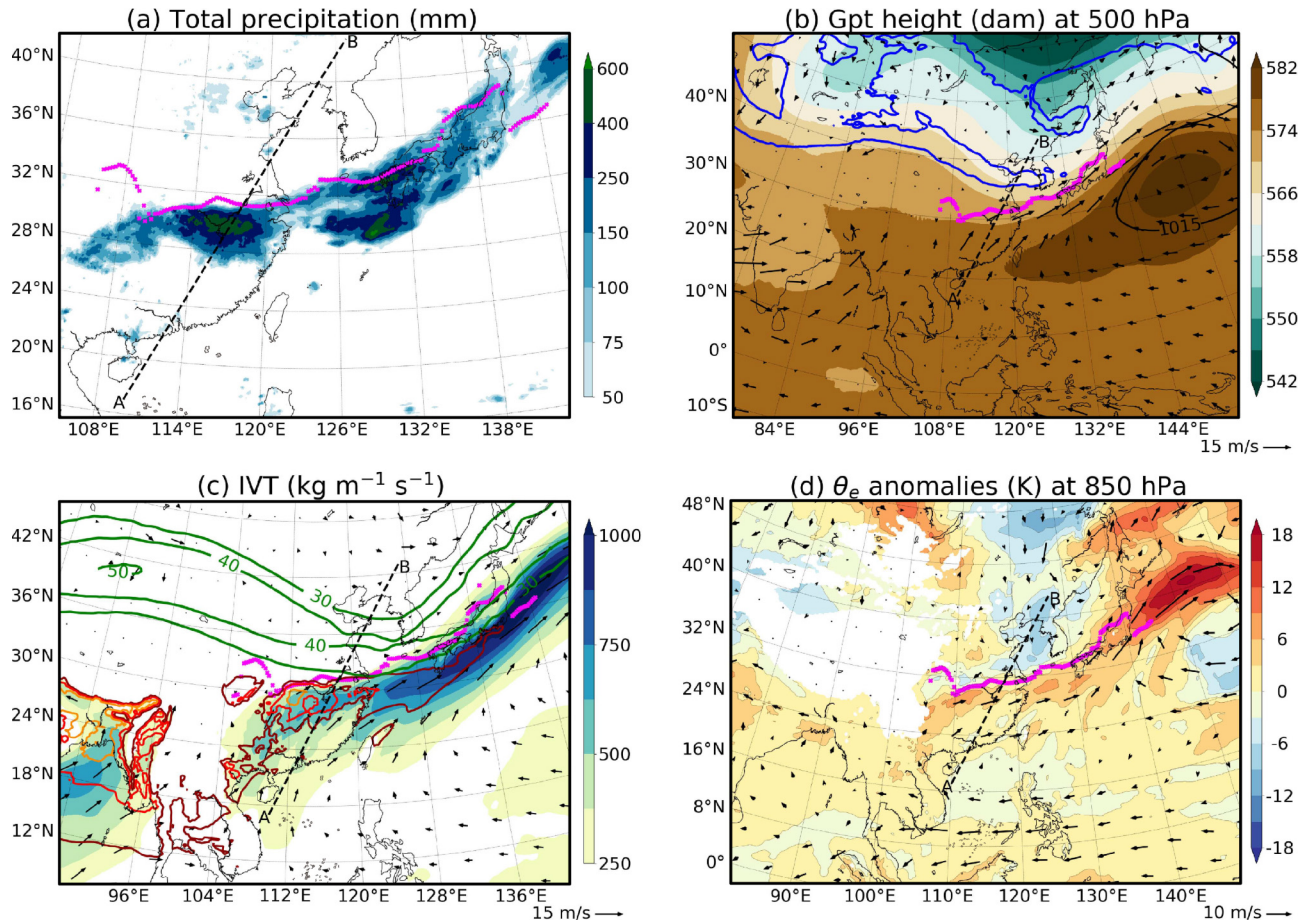 (a) Total precipitation (mm)
40°N
36°N
32°N
28°N
24°N
20°N
16°N
B
A
108°E 114°E 120°E 126°E 132°E 138°E
600
400
250
150
100
75
50
(b) Gpt height (dam) at 500 hPa
40°N
30°N
20°N
10°N
0°
10°S
B
A
1015
84°E 96°E 108°E 120°E 132°E 144°E
15 m/s
582
574
566
558
550
542
(c) IVT (kg m⁻¹ s⁻¹)
42°N
36°N
30°N
24°N
18°N
12°N
50
40
30
40
50
B
A
96°E 104°E 112°E 120°E 128°E 136°E
15 m/s
1000
750
500
250
(d) θₑ anomalies (K) at 850 hPa
48°N
40°N
32°N
24°N
16°N
8°N
0°
B
A
90°E 100°E 110°E 120°E 130°E 140°E
10 m/s
18
12
6
0
-6
-12
-18